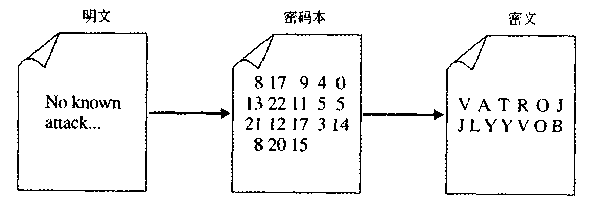 明文
密码本
密文
No known
attack...
8 17 9 4 0
13 22 11 5 5
21 12 17 3 14
8 20 15
V A T R O J
J L Y Y V O B